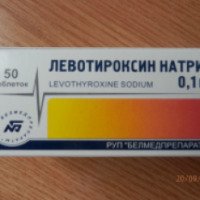 50
таблеток
ЛЕВОТИРОКСИН НАТРИ
LEVOTHYROXINE SODIUM
0,1
РУП "БЕЛМЕДПРЕПАРАТ